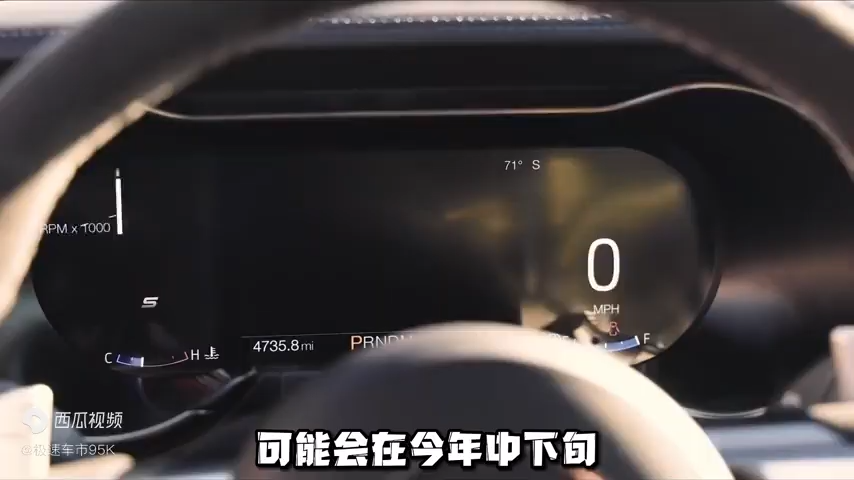 71° S
RPM x 1000
0
MPH
S
C
H
4735.8 mi
PRND
F
西瓜视频
@极速车市95K
可能会在今年中下旬